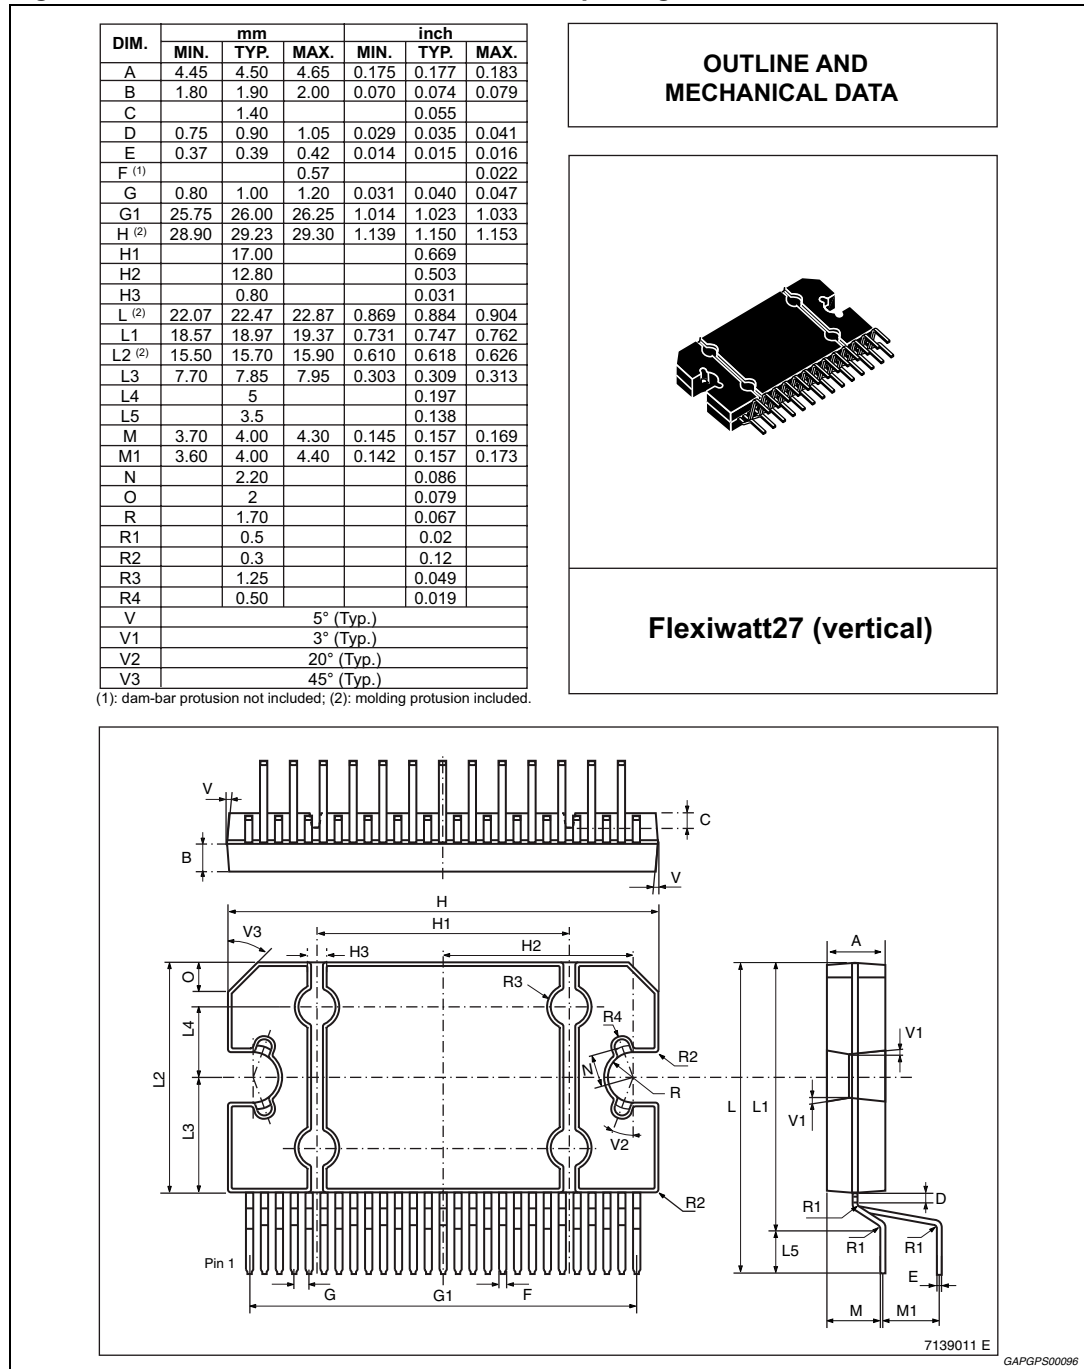 DIM. mm inch
MIN. TYP. MAX. MIN. TYP. MAX.
A 4.45 4.50 4.65 0.175 0.177 0.183
B 1.80 1.90 2.00 0.070 0.074 0.079
C 1.40 0.055
D 0.75 0.90 1.05 0.029 0.035 0.041
E 0.37 0.39 0.42 0.014 0.015 0.016
F (1) 0.57 0.022
G 0.80 1.00 1.20 0.031 0.040 0.047
G1 25.75 26.00 26.25 1.014 1.023 1.033
H (2) 28.90 29.23 29.30 1.139 1.150 1.153
H1 17.00 0.669
H2 12.80 0.503
H3 0.80 0.031
L (2) 22.07 22.47 22.87 0.869 0.884 0.904
L1 18.57 18.97 19.37 0.731 0.747 0.762
L2 (2) 15.50 15.70 15.90 0.610 0.618 0.626
L3 7.70 7.85 7.95 0.303 0.309 0.313
L4 5 0.197
L5 3.5 0.138
M 3.70 4.00 4.30 0.145 0.157 0.169
M1 3.60 4.00 4.40 0.142 0.157 0.173
N 2.20 0.086
O 2 0.079
R 1.70 0.067
R1 0.5 0.02
R2 0.3 0.12
R3 1.25 0.049
R4 0.50 0.019
V 5° (Typ.)
V1 3° (Typ.)
V2 20° (Typ.)
V3 45° (Typ.)
(1): dam-bar protusion not included; (2): molding protusion included.
OUTLINE AND
MECHANICAL DATA
Flexiwatt27 (vertical)
V
C
B
V
H
H1
V3
H3
H2
A
O
R3
L4
R4
V1
L2
N
R2
R
L
L1
V1
L3
V2
R2
D
R1
R1
R1
L5
Pin 1
E
G
G1
F
M
M1
7139011 E
GAPGPS00096